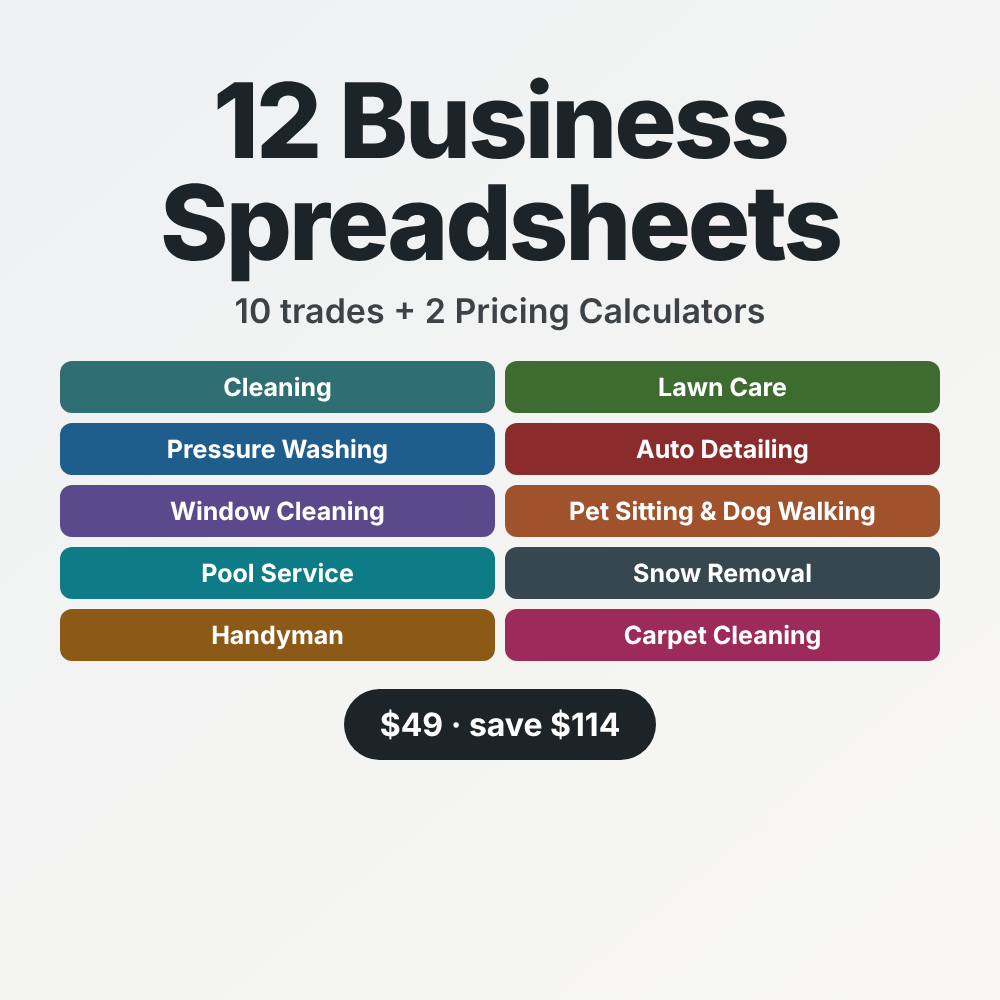 12 Business
Spreadsheets
10 trades + 2 Pricing Calculators
Cleaning
Lawn Care
Pressure Washing
Auto Detailing
Window Cleaning
Pet Sitting & Dog Walking
Pool Service
Snow Removal
Handyman
Carpet Cleaning
$49 · save $114